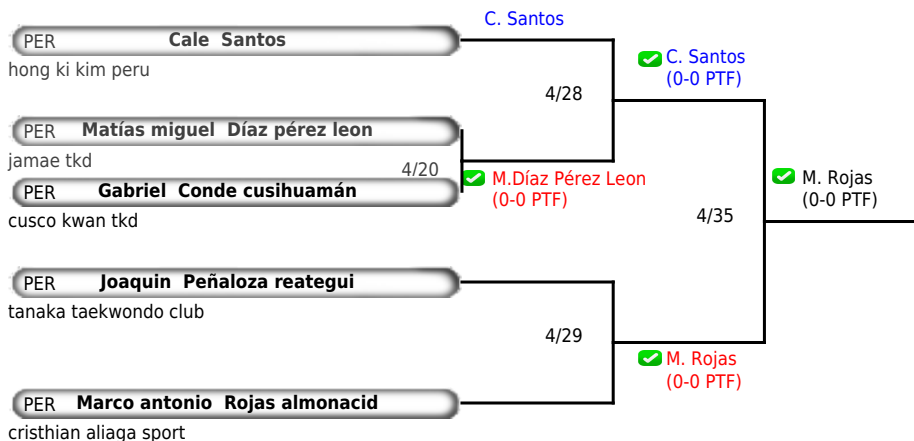 C. Santos
PER Cale Santos
hong ki kim peru
C. Santos
(0-0 PTF)
4/28
PER Matías miguel Díaz pérez leon
jamae tkd
4/20
M.Díaz Pérez Leon
(0-0 PTF)
M. Rojas
(0-0 PTF)
PER Gabriel Conde cusihuamán
cusco kwan tkd
4/35
PER Joaquin Peñaloza reategui
tanaka taekwondo club
4/29
M. Rojas
(0-0 PTF)
PER Marco antonio Rojas almonacid
cristhian aliaga sport